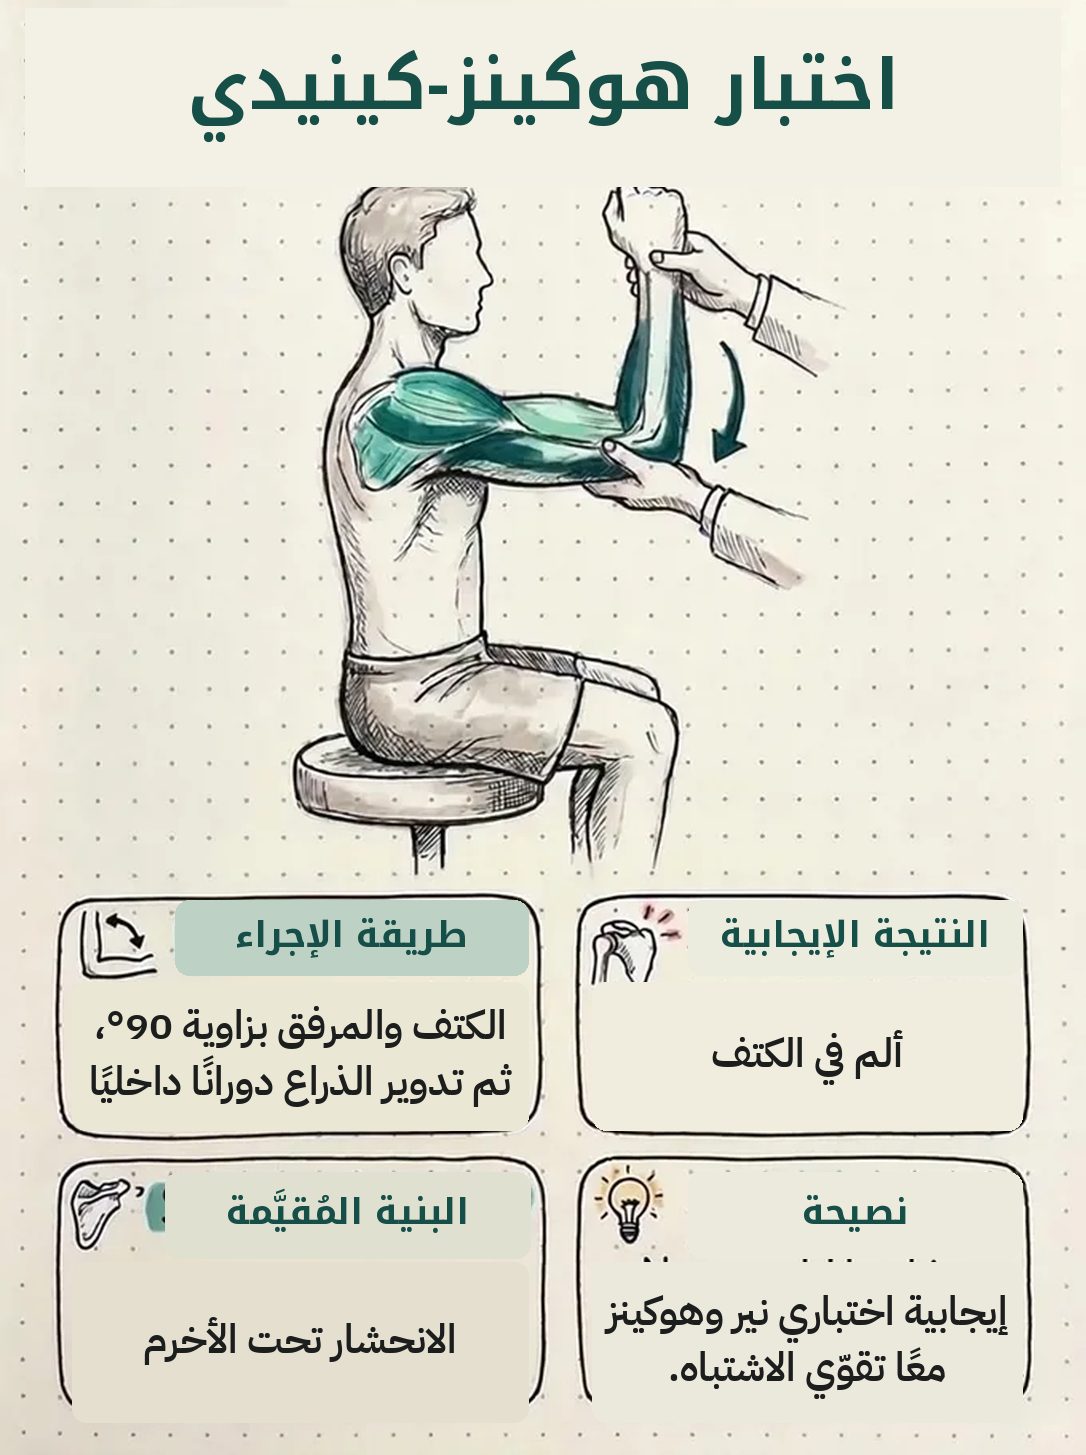 اختبار هوكينز-كينيدي
النتيجة الإيجابية
ألم في الكتف
طريقة الإجراء
الكتف والمرفق بزاوية 90°،
ثم تدوير الذراع دورانًا داخليًا
نصيحة
إيجابية اختباري نير وهوكينز
معًا تقوّي الاشتباه.
البنية المُقيَّمة
الانحشار تحت الأخرم